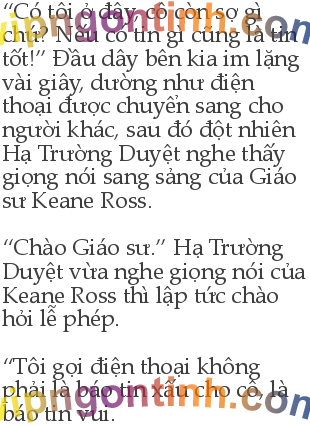 “Có tôi ở đây, cô còn sợ gì
chứ? Nếu có tin gì cũng là tin
tốt!” Đầu dây bên kia im lặng
vài giây, dường như điện
thoại được chuyển sang cho
người khác, sau đó đột nhiên
Hạ Trường Duyệt nghe thấy
giọng nói sang sảng của Giáo
sư Keane Ross.
“Chào Giáo sư.” Hạ Trường
Duyệt vừa nghe giọng nói của
Keane Ross thì lập tức chào
hỏi lễ phép.
“Tôi gọi điện thoại không
phải là báo tin xấu cho cô, là
báo tin vui.